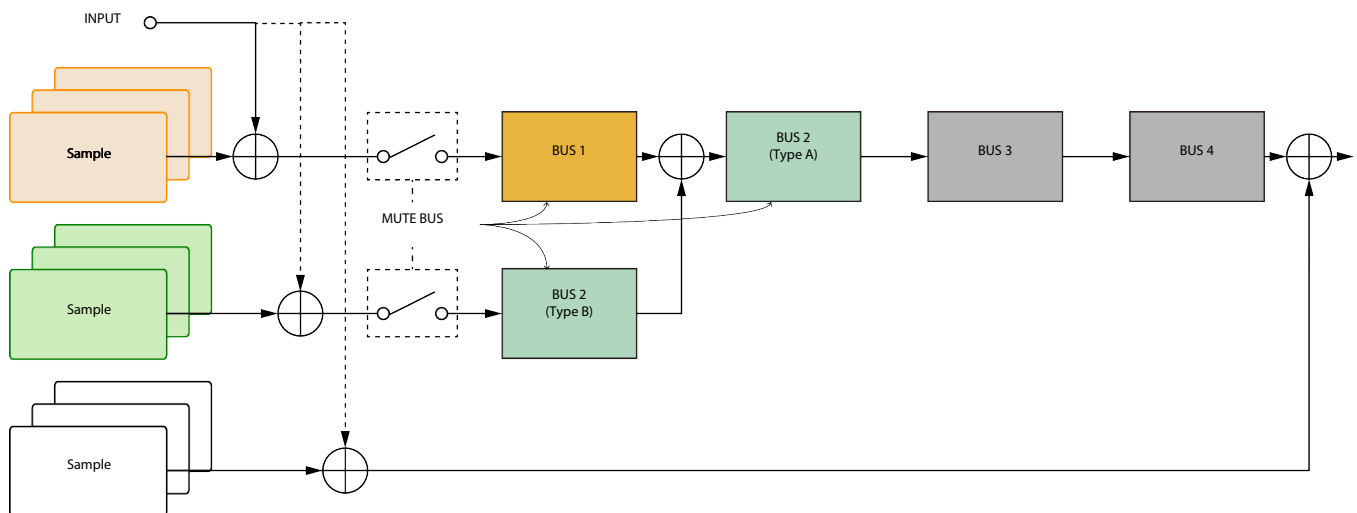 INPUT
Sample
BUS 1
BUS 2
(Type A)
BUS 3
BUS 4
MUTE BUS
Sample
BUS 2
(Type B)
Sample